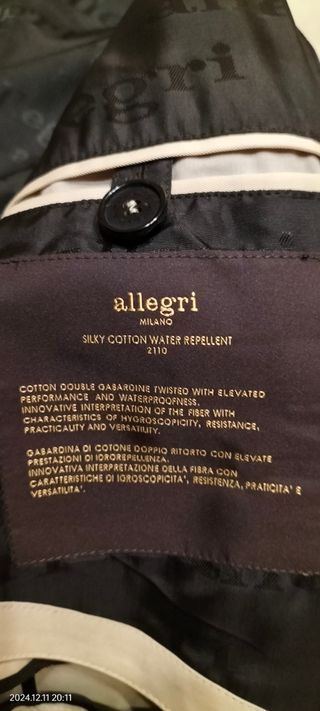 allegri
allegri
allegri
MILANO
SILKY COTTON WATER REPELLENT
2110
COTTON DOUBLE GABARDINE TWISTED WITH ELEVATED
PERFORMANCE AND WATERPROOFNESS.
INNOVATIVE INTERPRETATION OF THE FIBER WITH
CHARACTERISTICS OF HYGROSCOPICITY, RESISTANCE,
PRACTICALITY AND VERSATILITY.
GABARDINA DI COTONE DOPPIO RITORTO CON ELEVATE
PRESTAZIONI DI IDROREPELLENZA.
INNOVATIVA INTERPRETAZIONE DELLA FIBRA CON
CARATTERISTICHE DI IGROSCOPICITA', RESISTENZA, PRATICITA' E
VERSATILITA'.
2024.12.11 20:11